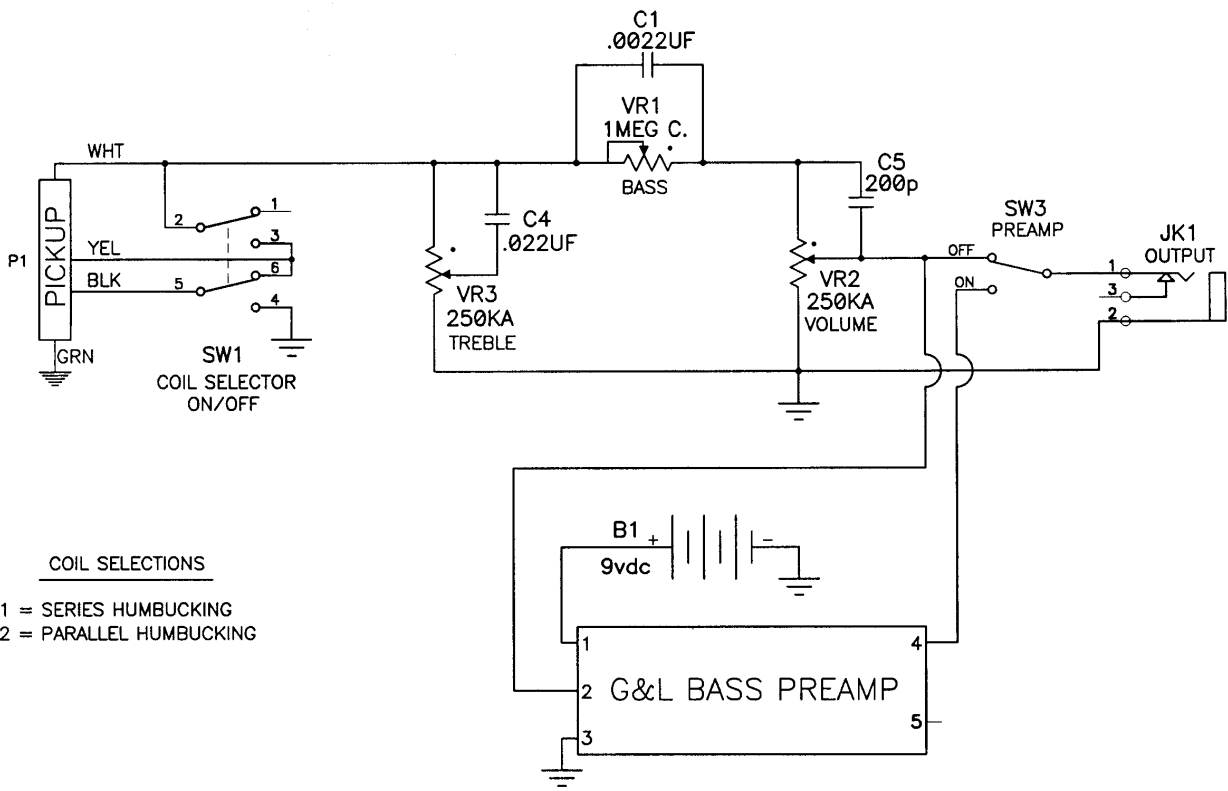 C1
.0022UF
VR1
1MEG C.
BASS
WHT
C5
200p
C4
.022UF
SW3
PREAMP
JK1
OUTPUT
P1
PICKUP
YEL
BLK
GRN
2
1
3
6
5
4
SW1
COIL SELECTOR
ON/OFF
VR3
250KA
TREBLE
VR2
250KA
VOLUME
OFF
ON
1
3
2
B1
+
-
9vdc
COIL SELECTIONS
1 = SERIES HUMBUCKING
2 = PARALLEL HUMBUCKING
1
2
3
G&L BASS PREAMP
4
5